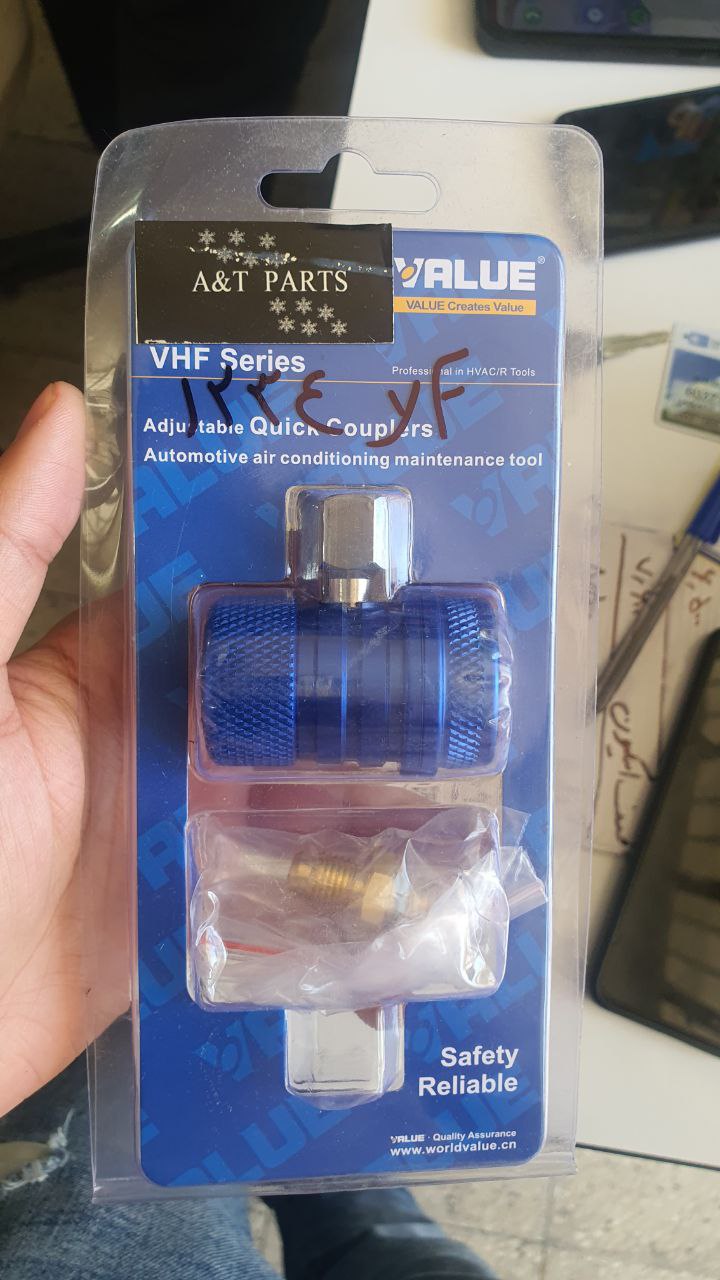 A&T PARTS
VALUE®
VALUE Creates Value
VHF Series
Professional in HVAC/R Tools
١٢٣٤ yF
Adjustable Quick Couplers
Automotive air conditioning maintenance tool
Safety
Reliable
VALUE · Quality Assurance
www.worldvalue.cn